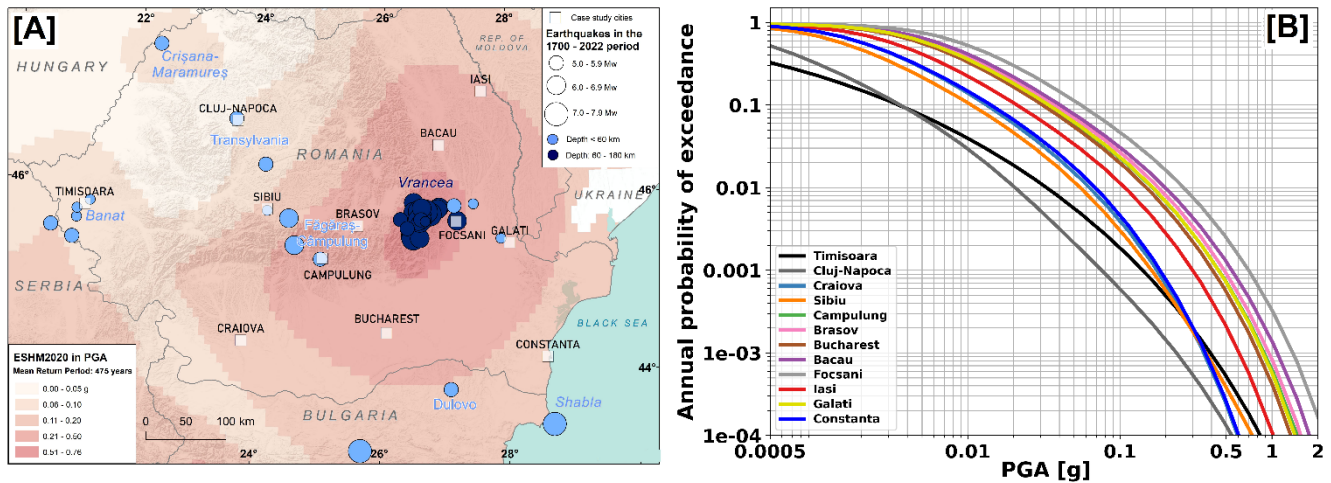 [A]
22°
24°
26°
28°
Case study cities
Earthquakes in the
1700 - 2022 period
5.0 - 5.9 Mw
6.0 - 6.9 Mw
7.0 - 7.9 Mw
Depth < 60 km
Depth: 60 - 180 km
REP. OF
MOLDOVA
Crișana-
Maramureș
HUNGARY
IASI
CLUJ-NAPOCA
Transylvania
ROMANIA
BACAU
46°
46°
UKRAINE
TIMISOARA
Banat
SIBIU
Vrancea
BRASOV
Făgăraș
Câmpulung
FOCSANI
GALATI
CAMPULUNG
SERBIA
BUCHAREST
CRAIOVA
BLACK SEA
CONSTANTA
44°
ESHM2020 in PGA
Mean Return Period: 475 years
0.00 - 0.05 g
0.06 - 0.10
0.11 - 0.20
0.21 - 0.50
0.51 - 0.76
0 50 100 km
BULGARIA
Dulovo
Shabla
24°
26°
28°
[B]
Annual probability of exceedance
1
0.1
0.01
0.001
1e-03
1e-04
Timisoara
Cluj-Napoca
Craiova
Sibiu
Campulung
Brasov
Bucharest
Bacau
Focsani
Iasi
Galati
Constanta
0.0005 0.01 0.1 0.5 1 2
PGA [g]